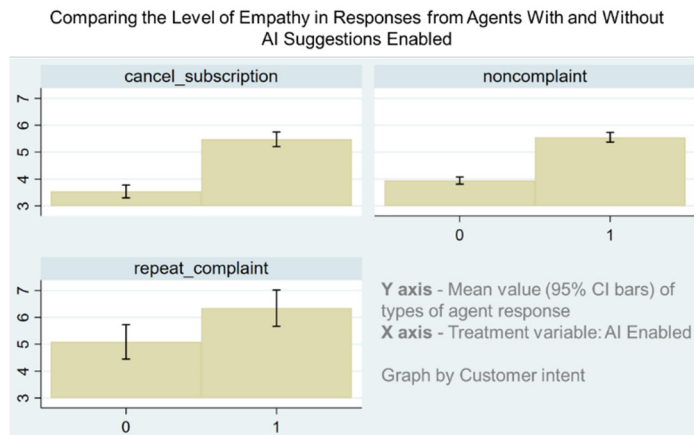 Comparing the Level of Empathy in Responses from Agents With and Without
AI Suggestions Enabled
cancel_subscription
noncomplaint
7
6
5
4
3
0
1
repeat_complaint
7
6
5
4
3
0
1
Y axis - Mean value (95% CI bars) of
types of agent response
X axis - Treatment variable: AI Enabled
Graph by Customer intent